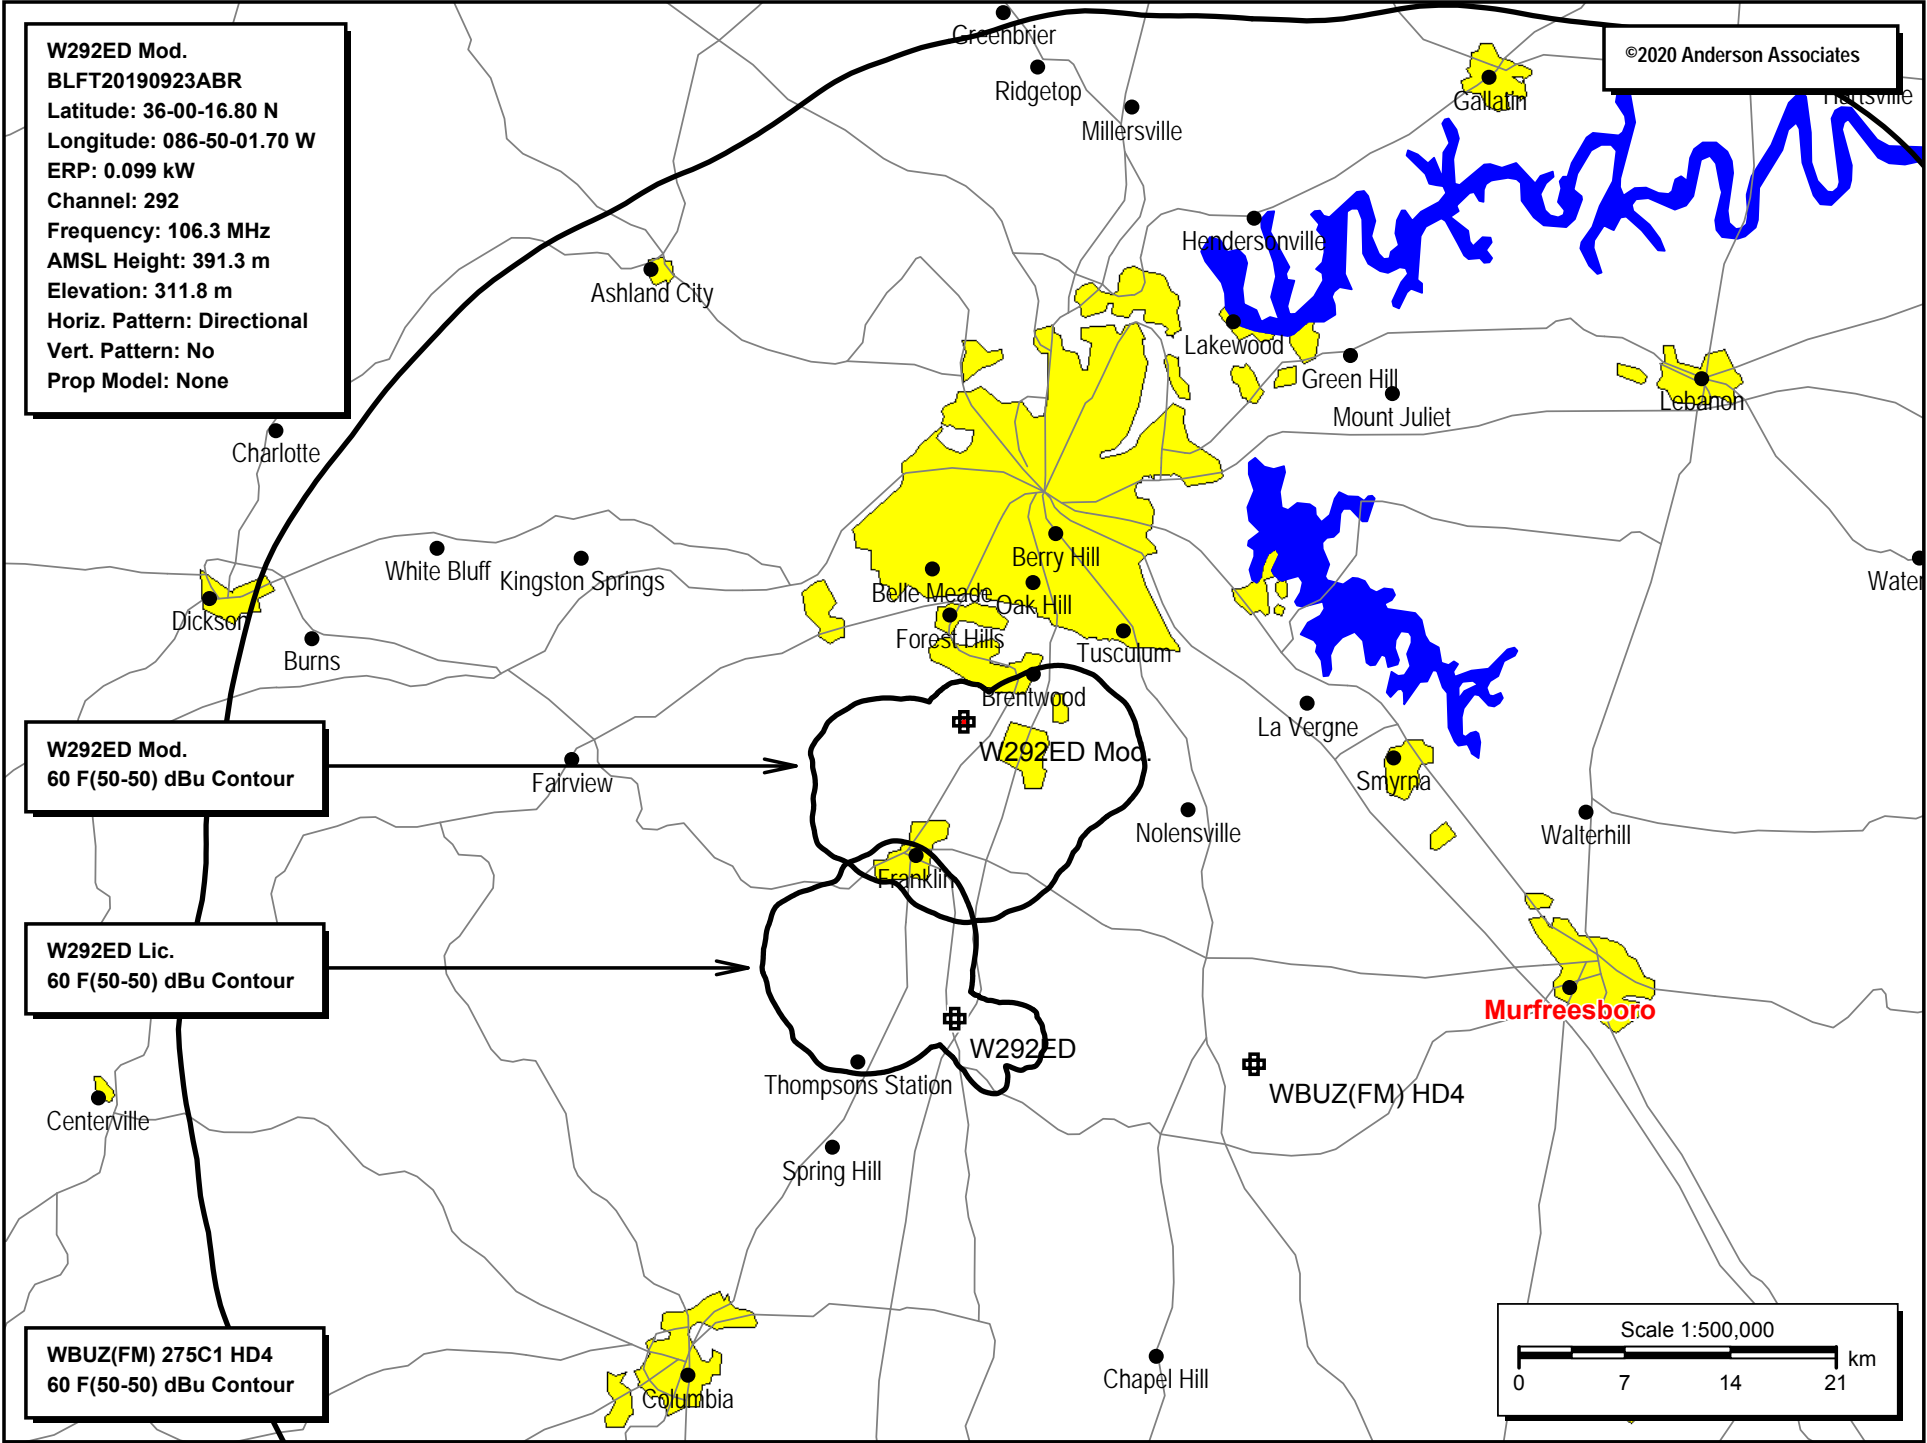 W292ED Mod.
BLFT20190923ABR
Latitude: 36-00-16.80 N
Longitude: 086-50-01.70 W
ERP: 0.099 kW
Channel: 292
Frequency: 106.3 MHz
AMSL Height: 391.3 m
Elevation: 311.8 m
Horiz. Pattern: Directional
Vert. Pattern: No
Prop Model: None
©2020 Anderson Associates
Greenbrier
Ridgetop
Millersville
Gallatin
Hartsville
Hendersonville
Ashland City
Lakewood
Green Hill
Mount Juliet
Lebanon
Charlotte
White Bluff
Kingston Springs
Berry Hill
Belle Meade
Oak Hill
Water
Dickson
Burns
Forest Hills
Tusculum
Brentwood
La Vergne
W292ED Mod.
60 F(50-50) dBu Contour
W292ED Mod.
Fairview
Smyrna
Nolensville
Walterhill
Franklin
W292ED Lic.
60 F(50-50) dBu Contour
Murfreesboro
W292ED
Thompsons Station
WBUZ(FM) HD4
Centerville
Spring Hill
WBUZ(FM) 275C1 HD4
60 F(50-50) dBu Contour
Columbia
Chapel Hill
Scale 1:500,000
km
0 7 14 21